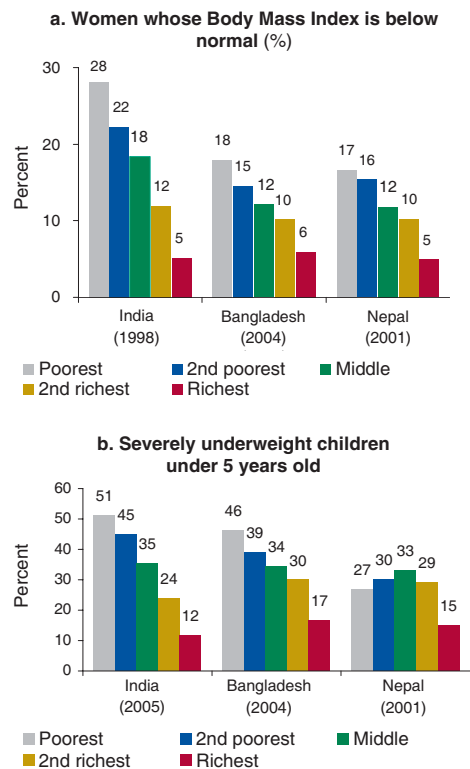 a. Women whose Body Mass Index is below
normal (%)
30
20
10
0
Percent
28
22
18
12
5
18
15
12
10
6
17
16
12
10
5
India
(1998)
Bangladesh
(2004)
Nepal
(2001)
Poorest 2nd poorest Middle
2nd richest Richest
b. Severely underweight children
under 5 years old
60
50
40
30
20
10
0
Percent
51
45
35
24
12
46
39
34
30
17
27
30
33
29
15
India
(2005)
Bangladesh
(2004)
Nepal
(2001)
Poorest 2nd poorest Middle
2nd richest Richest